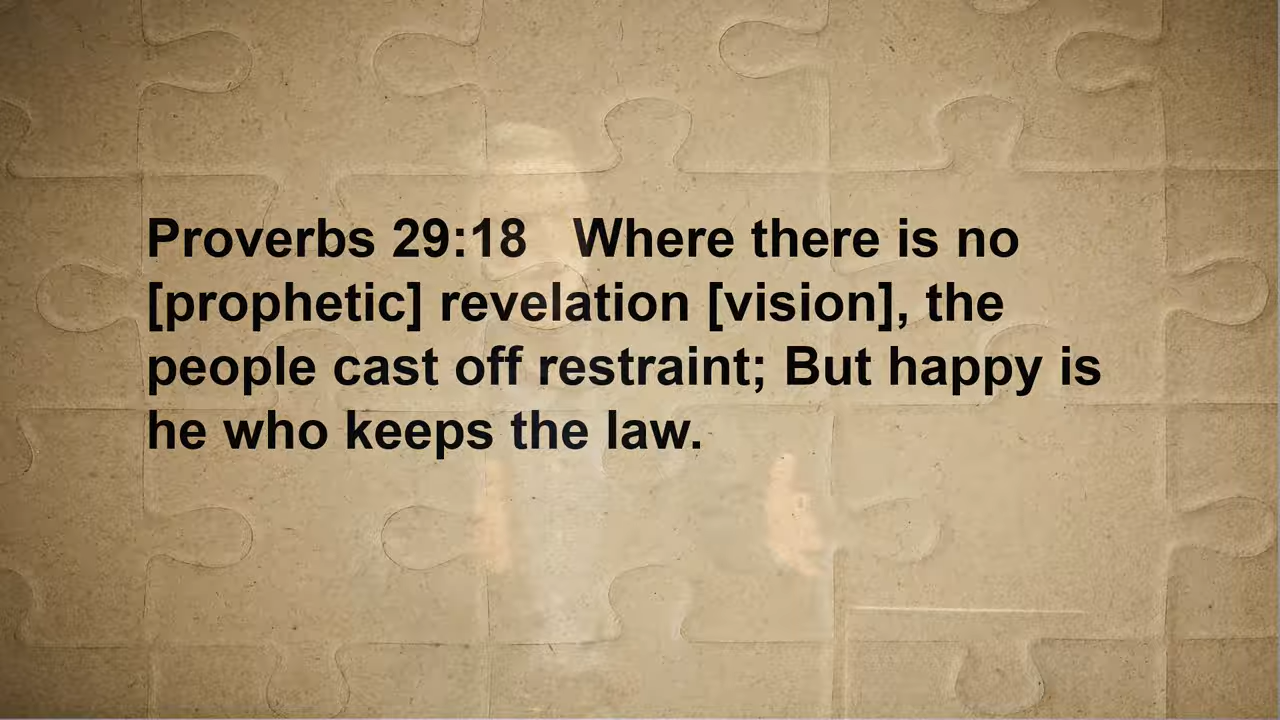 Proverbs 29:18   Where there is no
[prophetic] revelation [vision], the
people cast off restraint; But happy is
he who keeps the law.